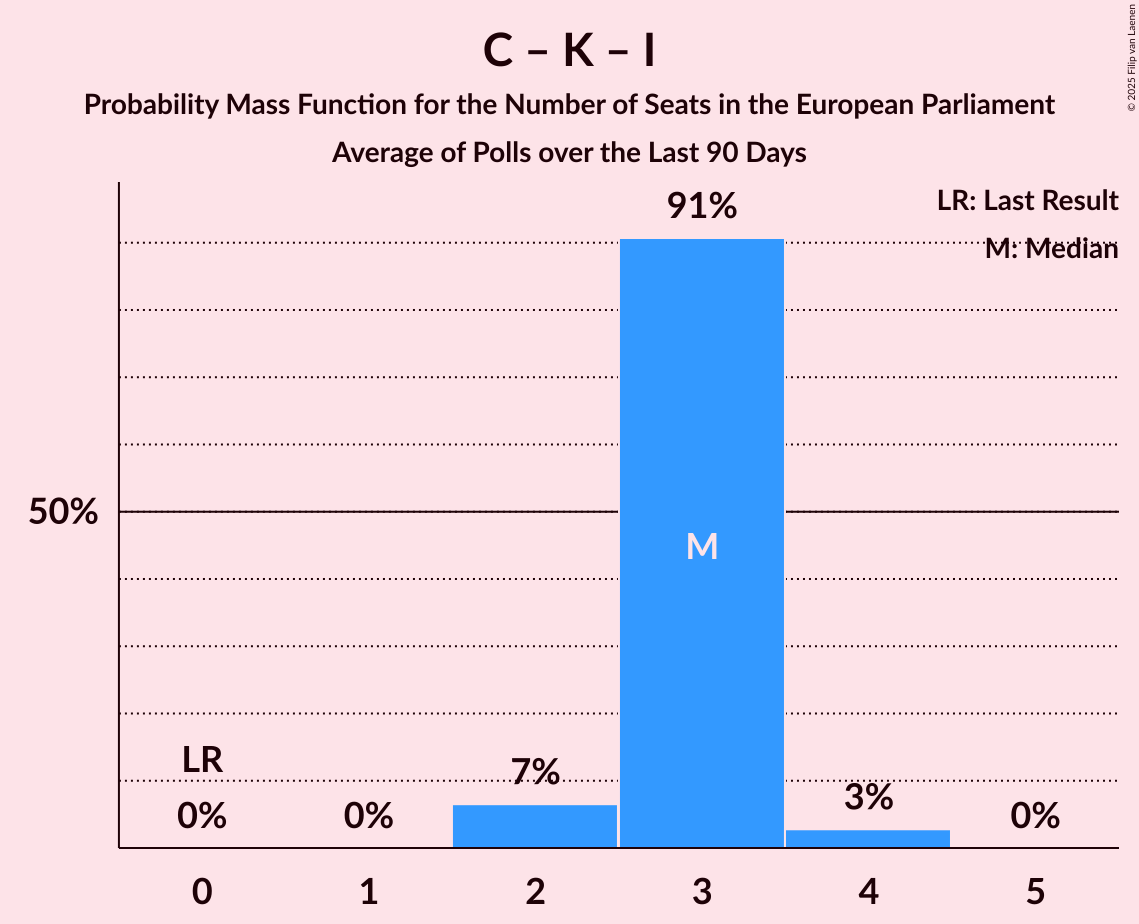 C – K – I
Probability Mass Function for the Number of Seats in the European Parliament
Average of Polls over the Last 90 Days
© 2025 Filip van Laenen
LR: Last Result
M: Median
91%
50%
M
LR
7%
3%
0%
0%
0%
0
1
2
3
4
5